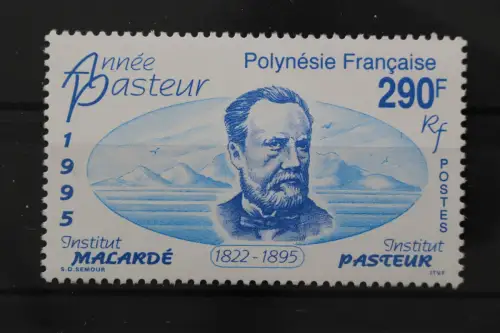 Année
Pasteur
Polynésie Française
290F
Rf
1995
POSTES
Institut
MALARDÉ
1822-1895
Institut
PASTEUR
S.D. SEMOUR
ITVF